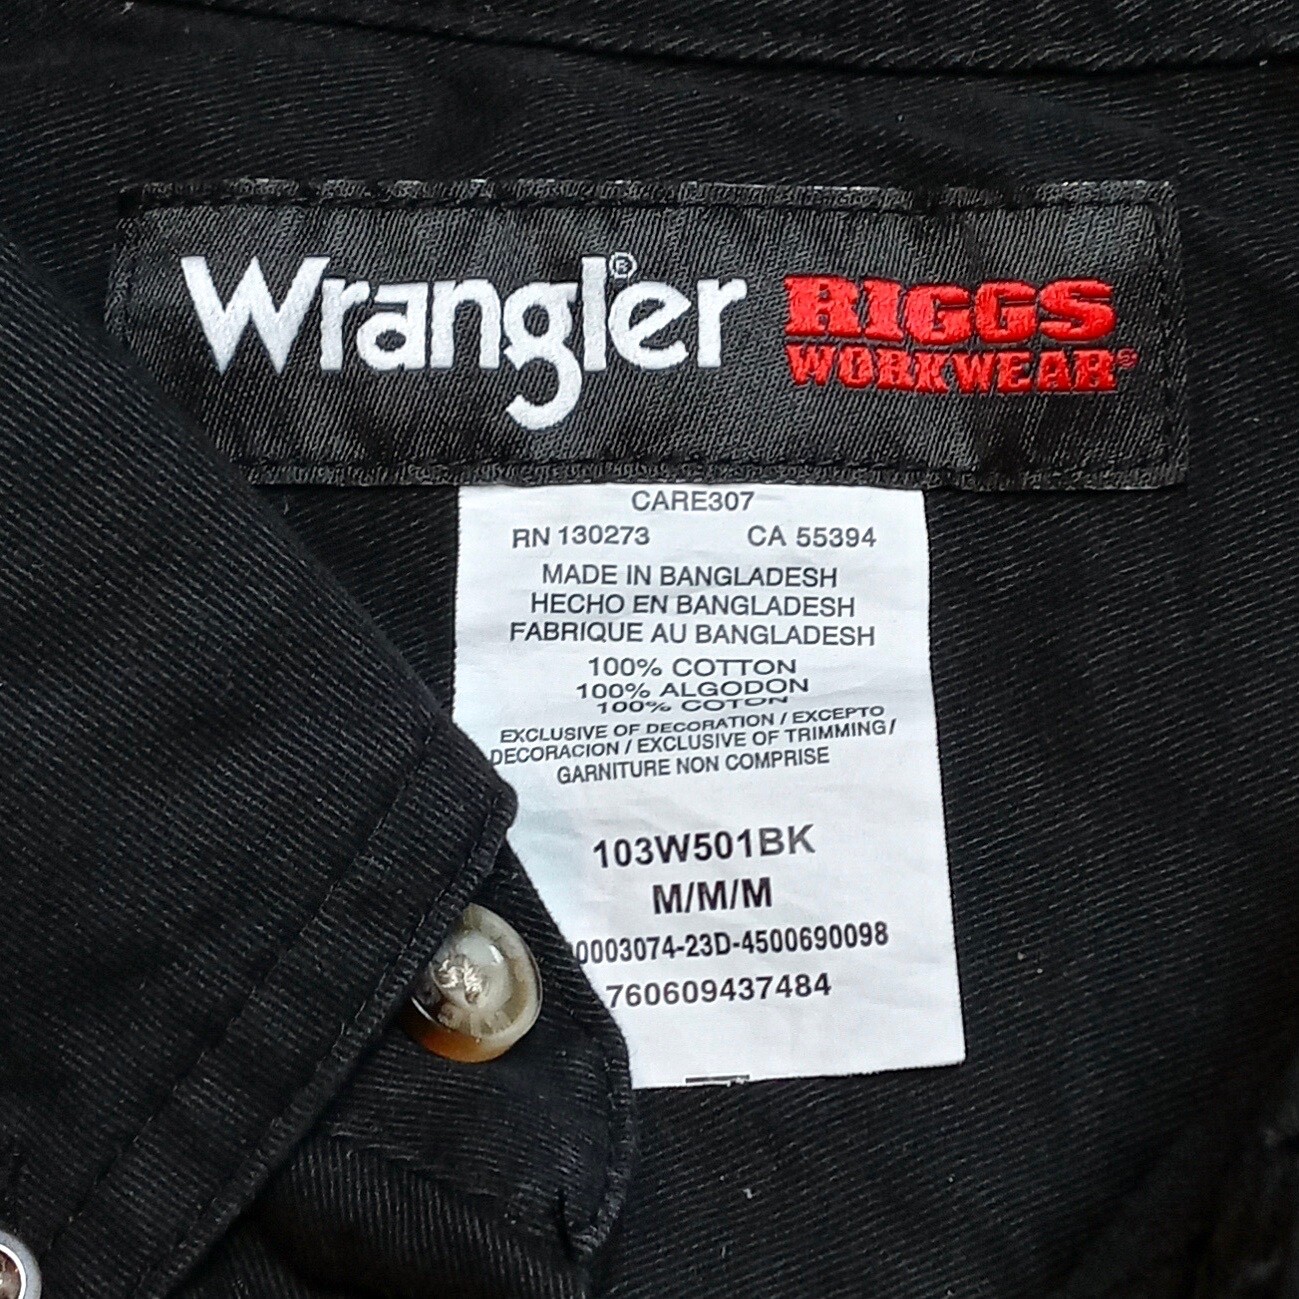 Wrangler® RIGGS
WORKWEAR®
CARE307
RN 130273 CA 55394
MADE IN BANGLADESH
HECHO EN BANGLADESH
FABRIQUE AU BANGLADESH
100% COTTON
100% ALGODON
100% COTON
EXCLUSIVE OF DECORATION / EXCEPTO
DECORACION / EXCLUSIVE OF TRIMMING /
GARNITURE NON COMPRISE
103W501BK
M/M/M
0003074-23D-4500690098
760609437484